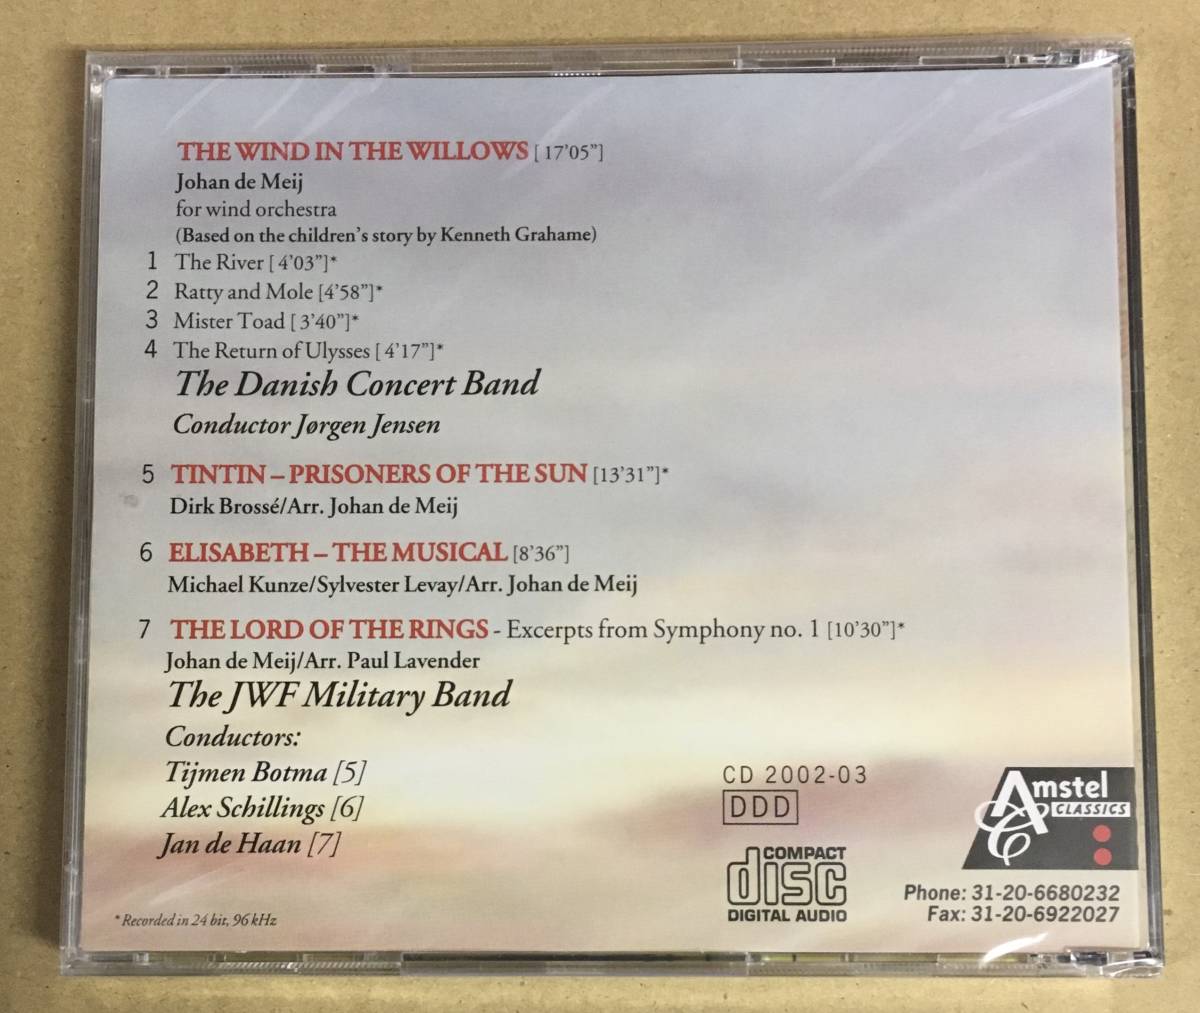 THE WIND IN THE WILLOWS [ 17'05”]
Johan de Meij
for wind orchestra
(Based on the children's story by Kenneth Grahame)
1 The River [ 4'03”]*
2 Ratty and Mole [4'58”]*
3 Mister Toad [ 3'40”]*
4 The Return of Ulysses [ 4'17”]*
The Danish Concert Band
Conductor Jørgen Jensen
5 TINTIN – PRISONERS OF THE SUN [13'31”]*
Dirk Brossé/Arr. Johan de Meij
6 ELISABETH – THE MUSICAL [8'36”]
Michael Kunze/Sylvester Levay/Arr. Johan de Meij
7 THE LORD OF THE RINGS - Excerpts from Symphony no. 1 [10'30”]*
Johan de Meij/Arr. Paul Lavender
The JWF Military Band
Conductors:
Tijmen Botma [5]
Alex Schillings [6]
Jan de Haan [7]
* Recorded in 24 bit, 96 kHz
CD 2002-03
DDD
COMPACT
disc
DIGITAL AUDIO
Amstel
CLASSICS
Phone: 31-20-6680232
Fax: 31-20-6922027